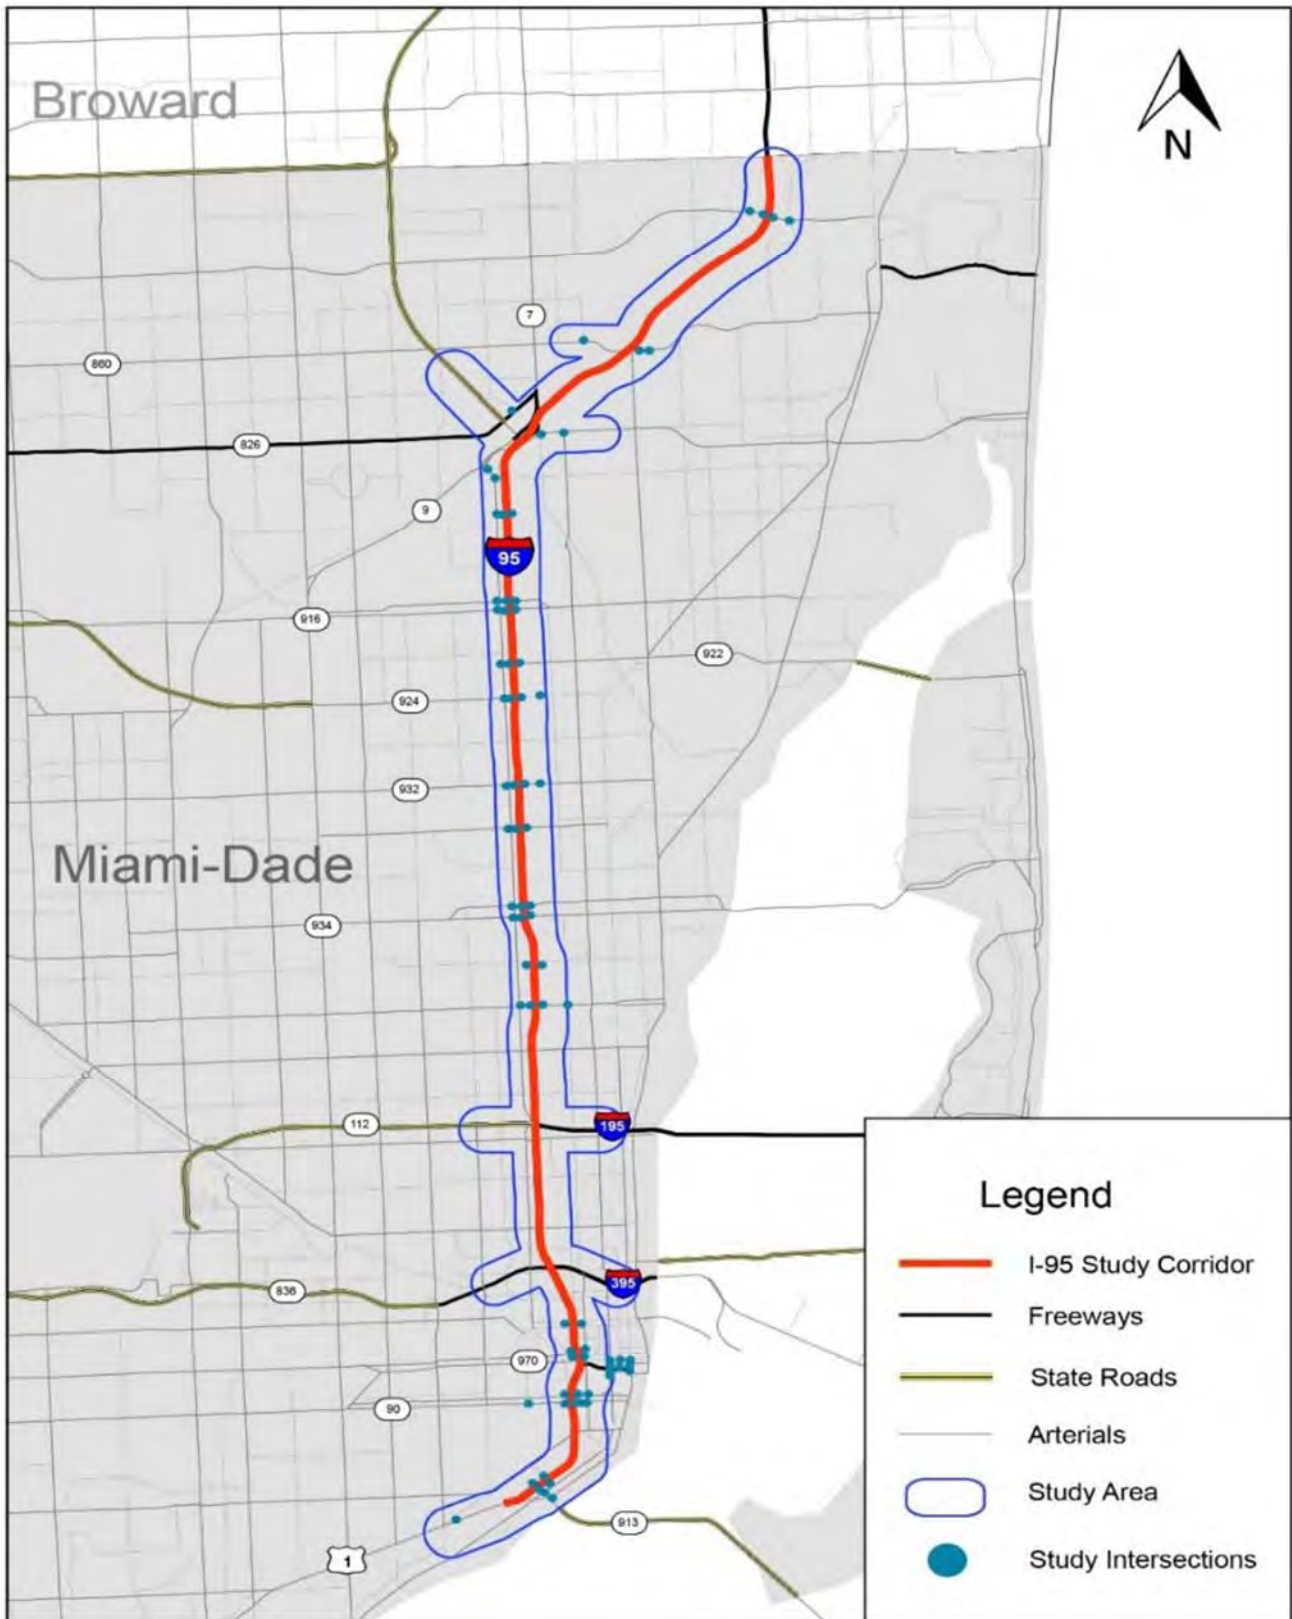 Broward
N
7
860
826
9
95
916
922
924
932
Miami-Dade
934
112
195
Legend
I-95 Study Corridor
395
836
Freeways
970
State Roads
90
Arterials
Study Area
913
1
Study Intersections